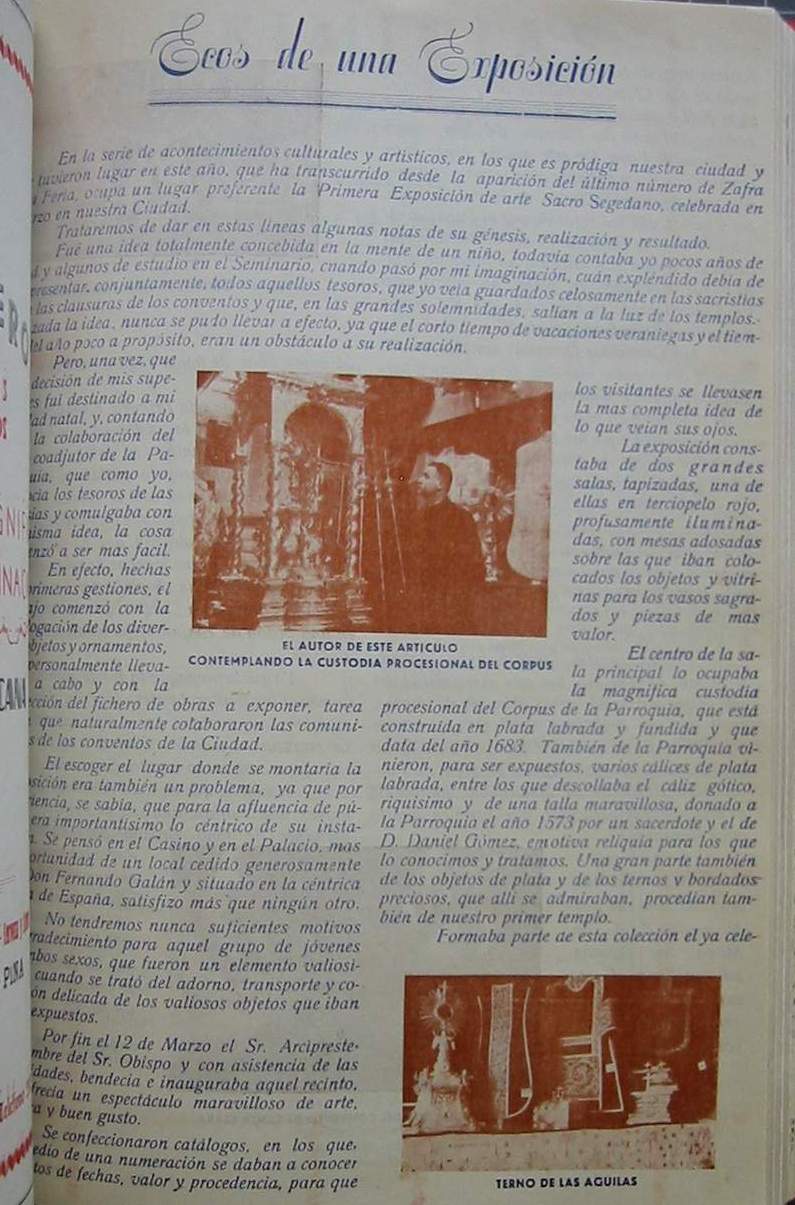 Ecos de una Exposición
En la serie de acontecimientos culturales y artisticos, en los que es pródiga nuestra ciudad y
tuvieron lugar en este año, que ha transcurrido desde la aparición del último número de Zafra
Feria, ocupa un lugar preferente la Primera Exposición de arte Sacro Segedano, celebrada en
rzo en nuestra Ciudad.
Trataremos de dar en estas líneas algunas notas de su génesis, realización y resultado.
Fué una idea totalmente concebida en la mente de un niño, todavía contaba yo pocos años de
d y algunos de estudio en el Seminario, cnando pasó por mi imaginación, cuán expléndido debía de
presentar, conjuntamente, todos aquellos tesoros, que yo veía guardados celosamente en las sacristías
las clausuras de los conventos y que, en las grandes solemnidades, salían a la luz de los templos.
zada la idea, nunca se pudo llevar a efecto, ya que el corto tiempo de vacaciones veraniegas y el tiem-
del año poco a propósito, eran un obstáculo a su realización.
Pero, una vez, que
decisión de mis supe-
es fui destinado a mi
dad natal, y, contando
la colaboración del
coadjutor de la Pa-
uia, que como yo,
ocía los tesoros de las
ías y comulgaba con
misma idea, la cosa
enzó a ser mas facil.
En efecto, hechas
primeras gestiones, el
ajo comenzó con la
logación de los diver-
objetos y ornamentos,
personalmente lleva-
a cabo y con la
cción del fichero de obras a exponer, tarea
que naturalmente colaboraron las comuni-
s de los conventos de la Ciudad.
El escoger el lugar donde se montaría la
osición era también un problema, ya que por
riencia, se sabía, que para la afluencia de pú-
era importantísimo lo céntrico de su insta-
n. Se pensó en el Casino y en el Palacio, mas
ortunidad de un local cedido generosamente
Don Fernando Galán y situado en la céntrica
a de España, satisfizo más que ningún otro.
No tendremos nunca suficientes motivos
radecimiento para aquel grupo de jóvenes
mbos sexos, que fueron un elemento valiosi-
cuando se trató del adorno, transporte y co-
ón delicada de los valiosos objetos que iban
expuestos.
Por fin el 12 de Marzo el Sr. Arcipreste
mbre del Sr. Obispo y con asistencia de las
idades, bendecía e inauguraba aquel recinto,
frecía un espectáculo maravilloso de arte,
a y buen gusto.
Se confeccionaron catálogos, en los que,
edio de una numeración se daban a conocer
tos de fechas, valor y procedencia, para que
EL AUTOR DE ESTE ARTICULO
CONTEMPLANDO LA CUSTODIA PROCESIONAL DEL CORPUS
los visitantes se llevasen
la mas completa idea de
lo que veían sus ojos.
La exposición cons-
taba de dos grandes
salas, tapizadas, una de
ellas en terciopelo rojo,
profusamente ilumina-
das, con mesas adosadas
sobre las que iban colo-
cados los objetos y vitri-
nas para los vasos sagra-
dos y piezas de mas
valor.
El centro de la sa-
la principal lo ocupaba
la magnífica custodia
procesional del Corpus de la Parroquia, que está
construida en plata labrada y fundida y que
data del año 1683. También de la Parroquia vi-
nieron, para ser expuestos, varios cálices de plata
labrada, entre los que descollaba el cáliz gótico,
riquísimo y de una talla maravillosa, donado a
la Parroquia el año 1573 por un sacerdote y el de
D. Daniel Gómez, emotiva reliquia para los que
lo conocimos y tratamos. Una gran parte también
de los objetos de plata y de los ternos y bordados
preciosos, que allí se admiraban, procedían tam-
bién de nuestro primer templo.
Formaba parte de esta colección el ya cele-
TERNO DE LAS AGUILAS